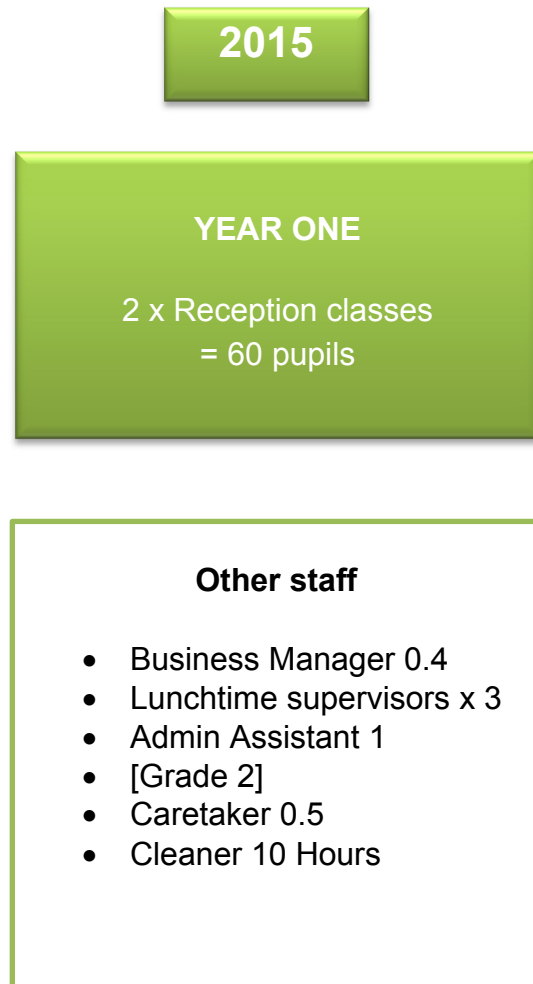 2015
YEAR ONE
2 x Reception classes
= 60 pupils
Other staff
• Business Manager 0.4
• Lunchtime supervisors x 3
• Admin Assistant 1
• [Grade 2]
• Caretaker 0.5
• Cleaner 10 Hours